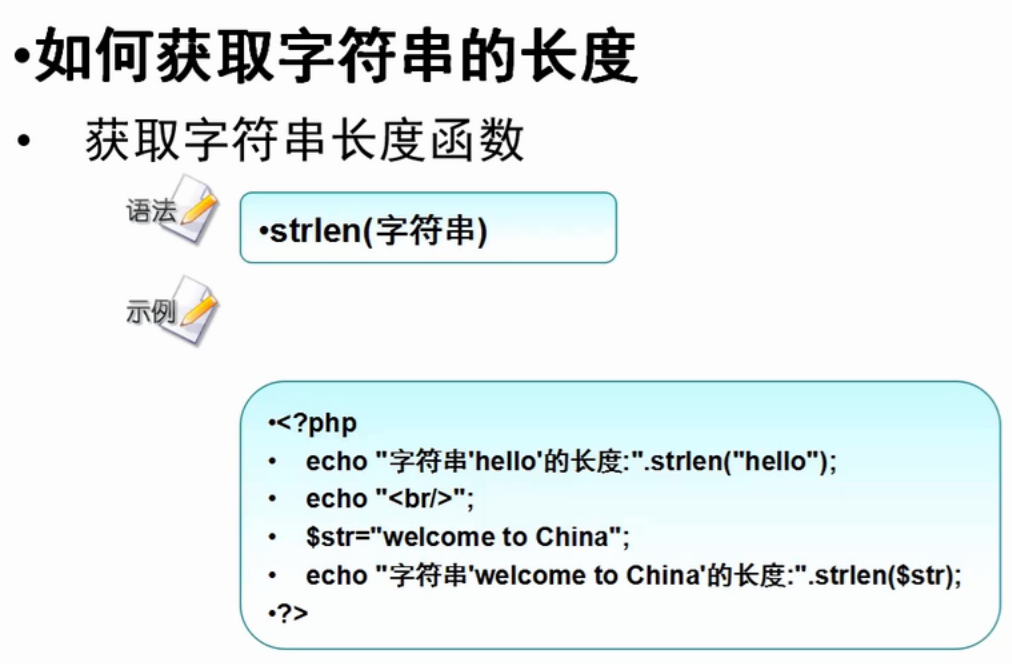 •如何获取字符串的长度
• 获取字符串长度函数
语法
•strlen(字符串)
示例
•<?php
• echo "字符串'hello'的长度:".strlen("hello");
• echo "<br/>";
• $str="welcome to China";
• echo "字符串'welcome to China'的长度:".strlen($str);
•?>